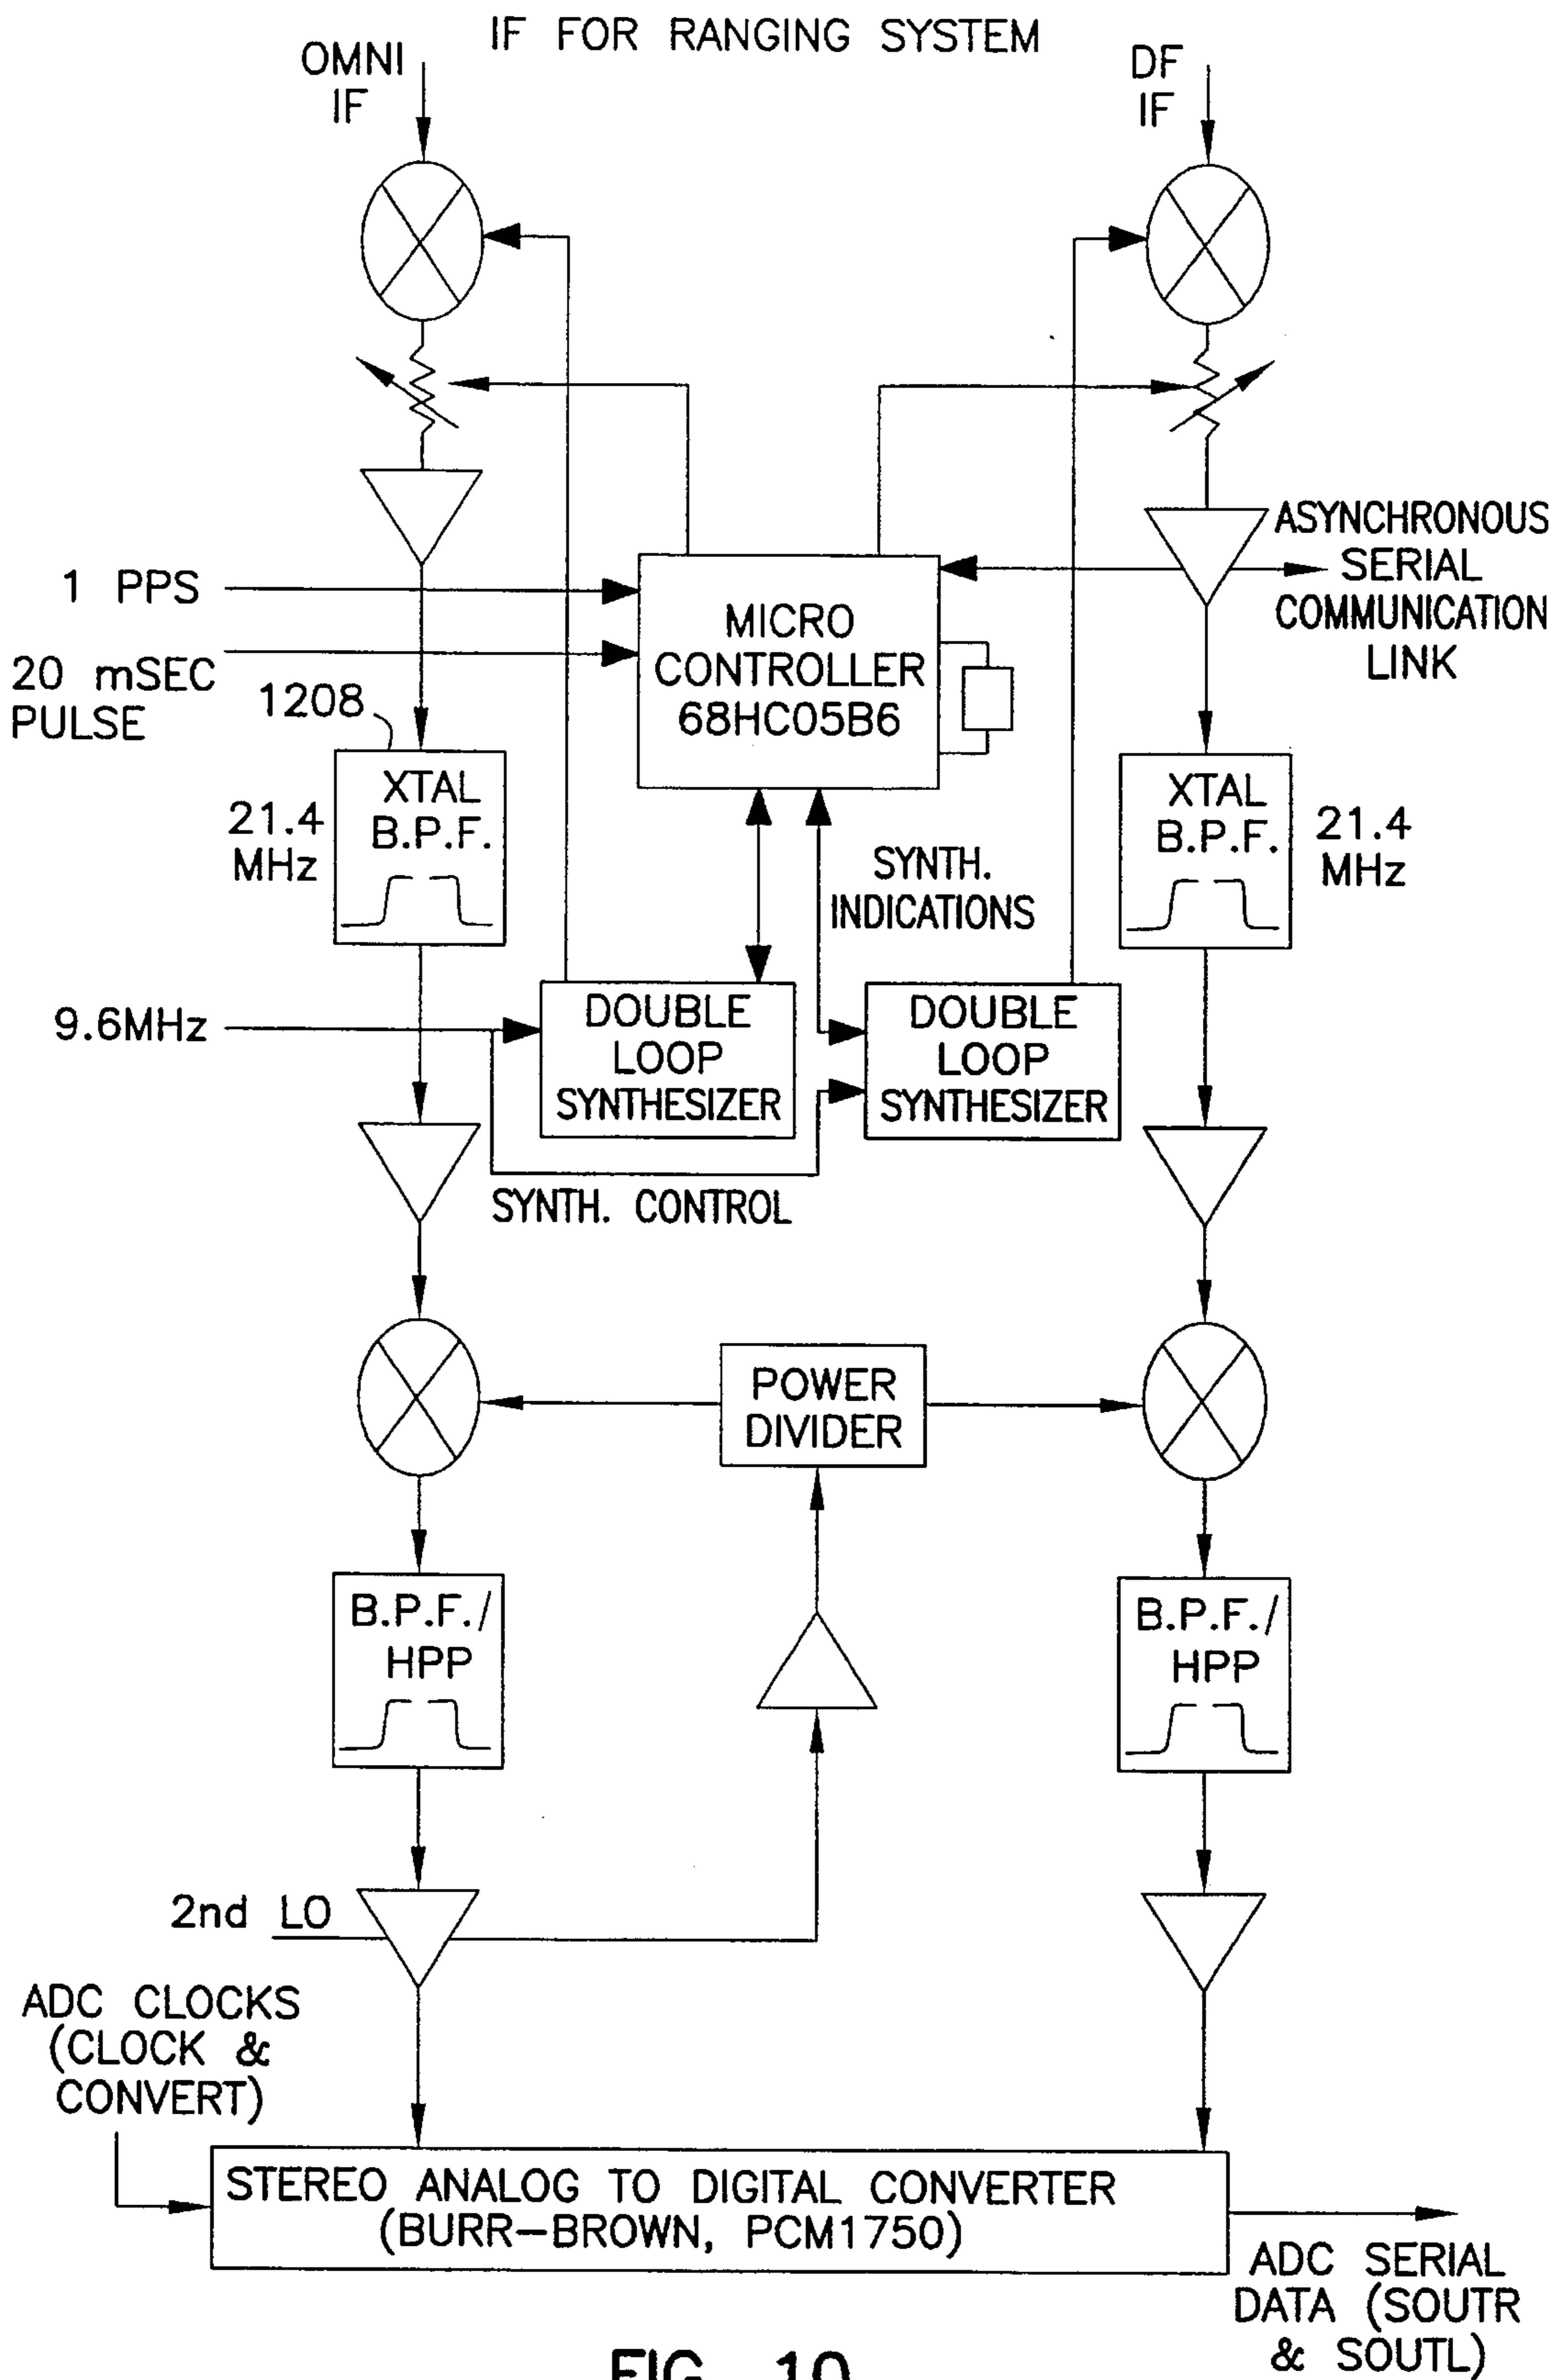 IF FOR RANGING SYSTEM
OMNI
IF
DF
IF
ASYNCHRONOUS
SERIAL
COMMUNICATION
LINK
1 PPS
20 mSEC
PULSE
MICRO
CONTROLLER
68HC05B6
1208
XTAL
B.P.F.
21.4
MHz
XTAL
B.P.F.
21.4
MHz
SYNTH.
INDICATIONS
9.6MHz
DOUBLE
LOOP
SYNTHESIZER
DOUBLE
LOOP
SYNTHESIZER
SYNTH. CONTROL
POWER
DIVIDER
B.P.F./
HPP
B.P.F./
HPP
2nd LO
ADC CLOCKS
(CLOCK &
CONVERT)
STEREO ANALOG TO DIGITAL CONVERTER
(BURR-BROWN, PCM1750)
ADC SERIAL
DATA (SOUTR
& SOUTL)
FIG. 10